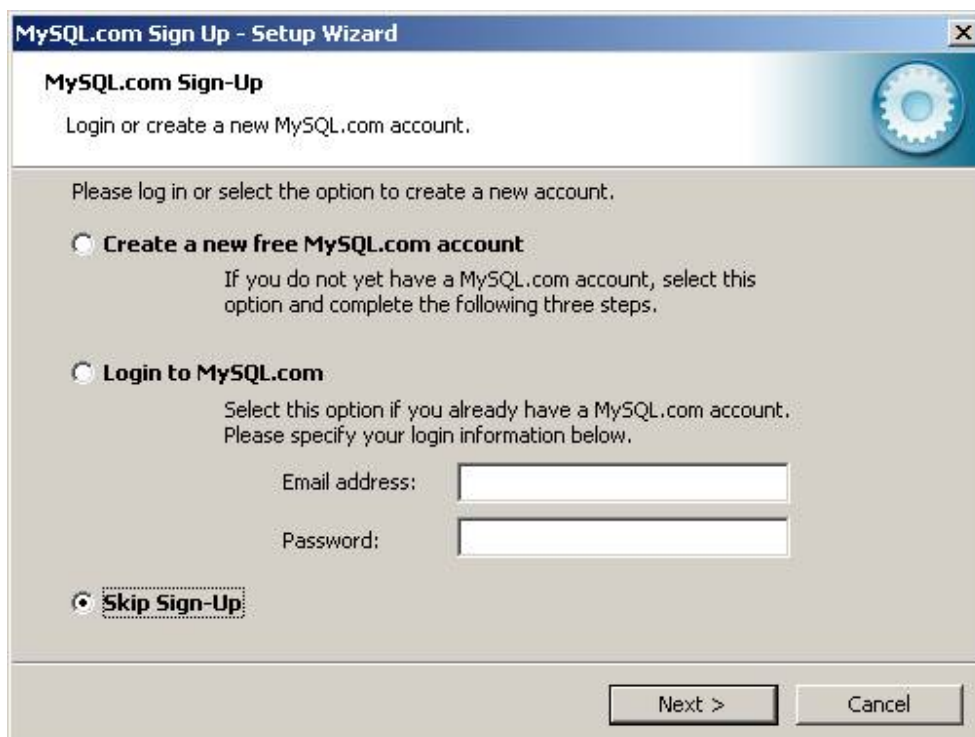 MySQL.com Sign Up - Setup Wizard
MySQL.com Sign-Up
Login or create a new MySQL.com account.
Please log in or select the option to create a new account.
Create a new free MySQL.com account
If you do not yet have a MySQL.com account, select this
option and complete the following three steps.
Login to MySQL.com
Select this option if you already have a MySQL.com account.
Please specify your login information below.
Email address:
Password:
Skip Sign-Up
Next >
Cancel